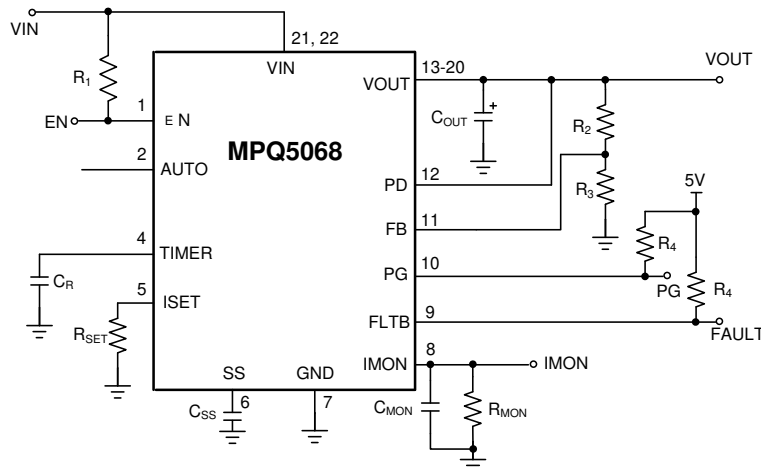 VIN
21, 22
VIN
R1
1
EN
EN
MPQ5068
2
AUTO
4
TIMER
CR
5
ISET
RSET
SS
6
CSS
GND
7
VOUT
13-20
VOUT
COUT
R2
R3
PD
12
FB
11
5V
R4
PG
10
PG
R4
FLTB
9
FAULT
IMON
8
IMON
CMON
RMON